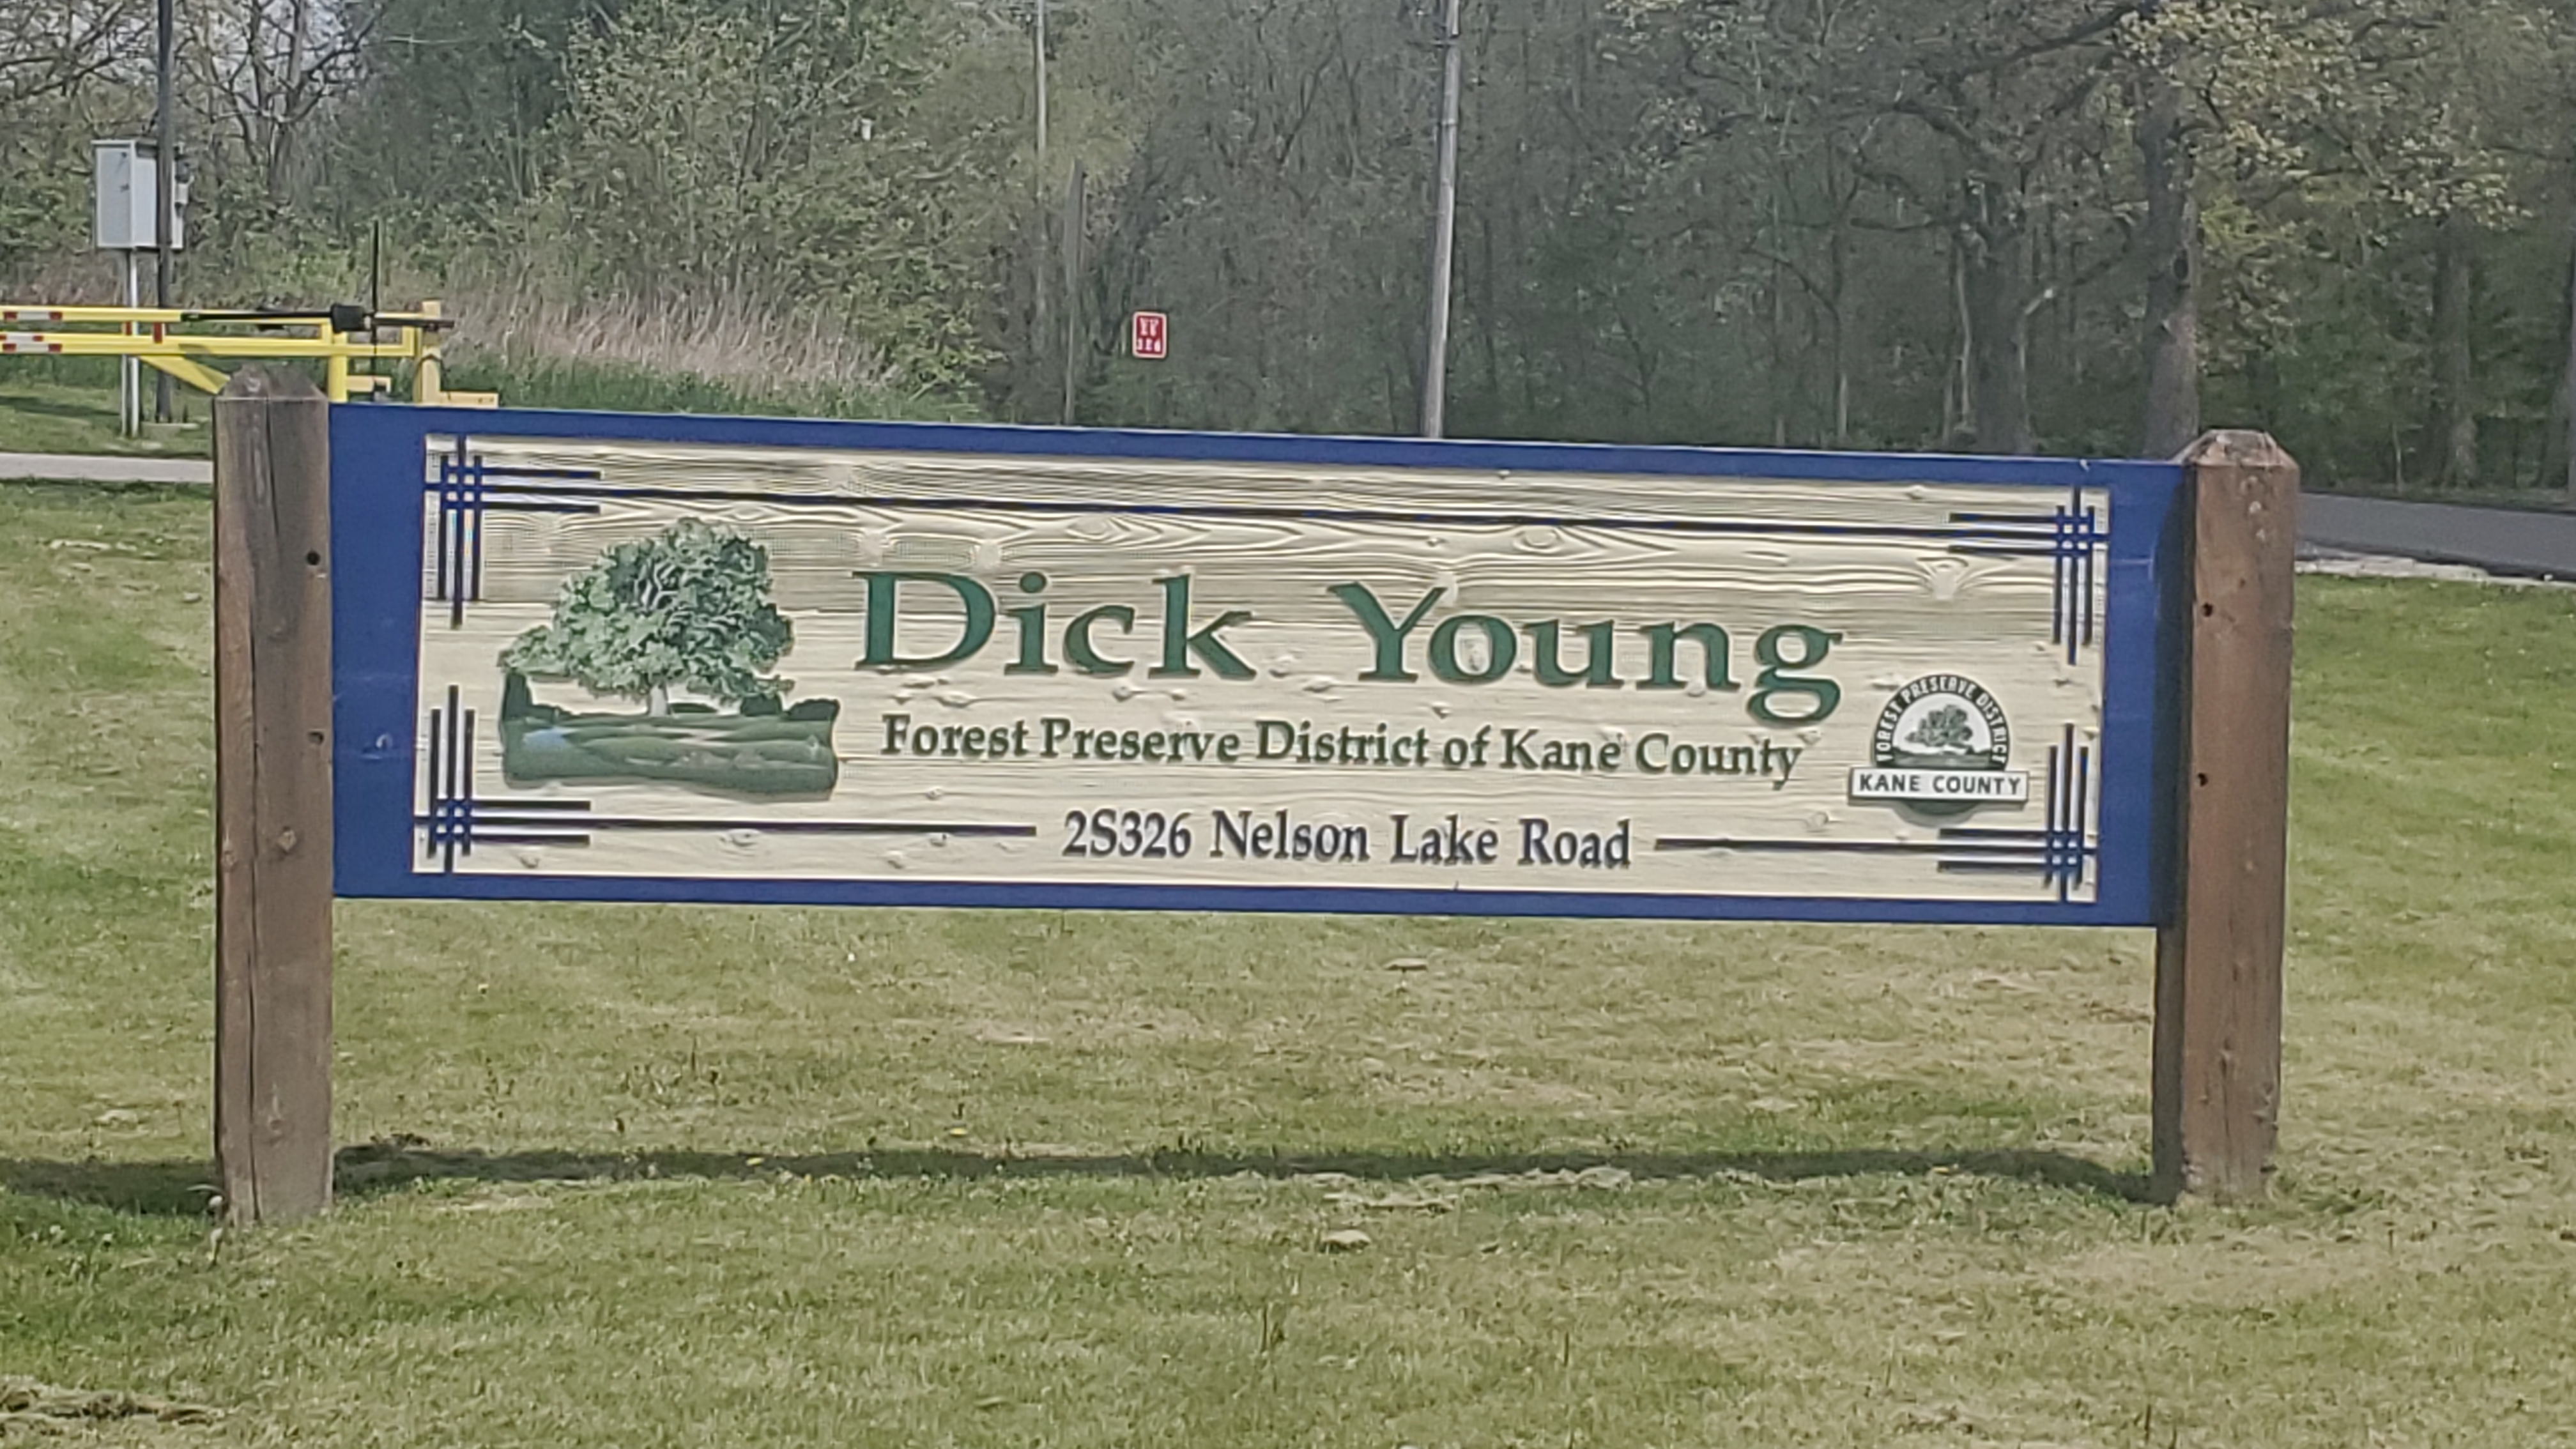 Dick Young
Forest Preserve District of Kane County
FOREST PRESERVE DISTRICT
KANE COUNTY
2S326 Nelson Lake Road